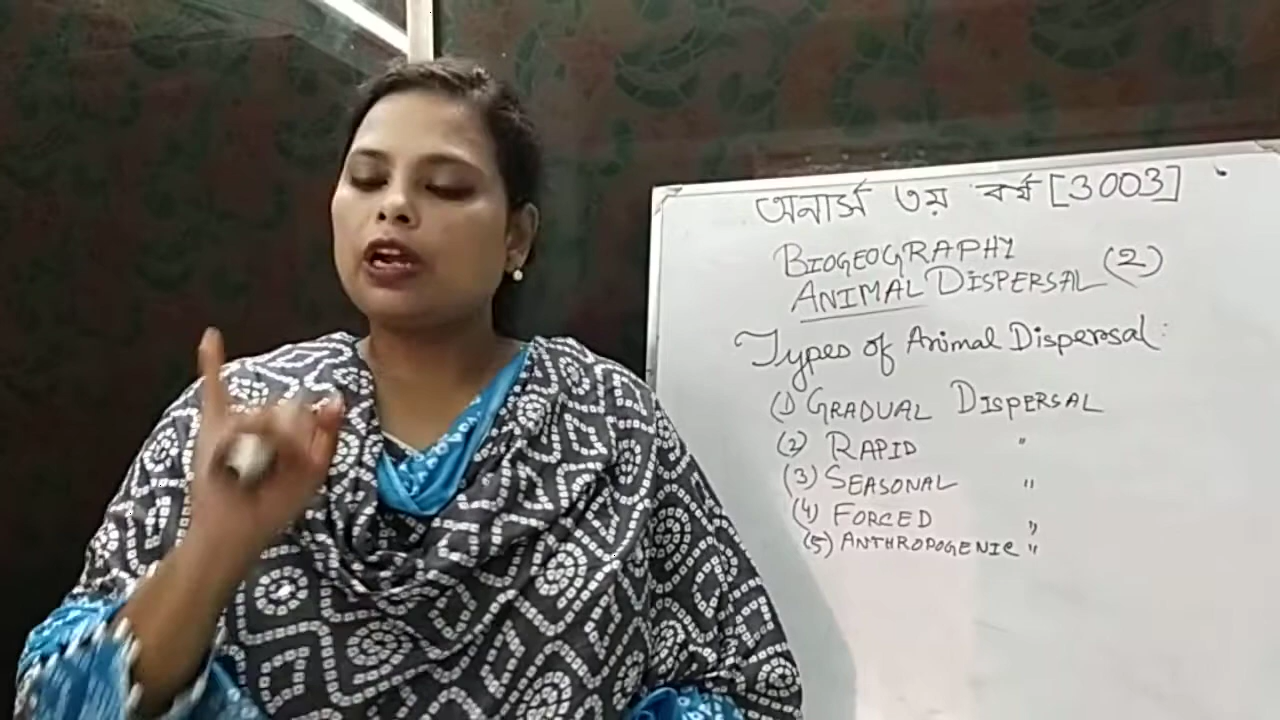 অনার্স ৩য় বর্ষ [3003]
BIOGEOGRAPHY
ANIMAL DISPERSAL (2)
Types of Animal Dispersal:
(1) GRADUAL DISPERSAL
(2) RAPID "
(3) SEASONAL "
(4) FORCED "
(5) ANTHROPOGENIC "